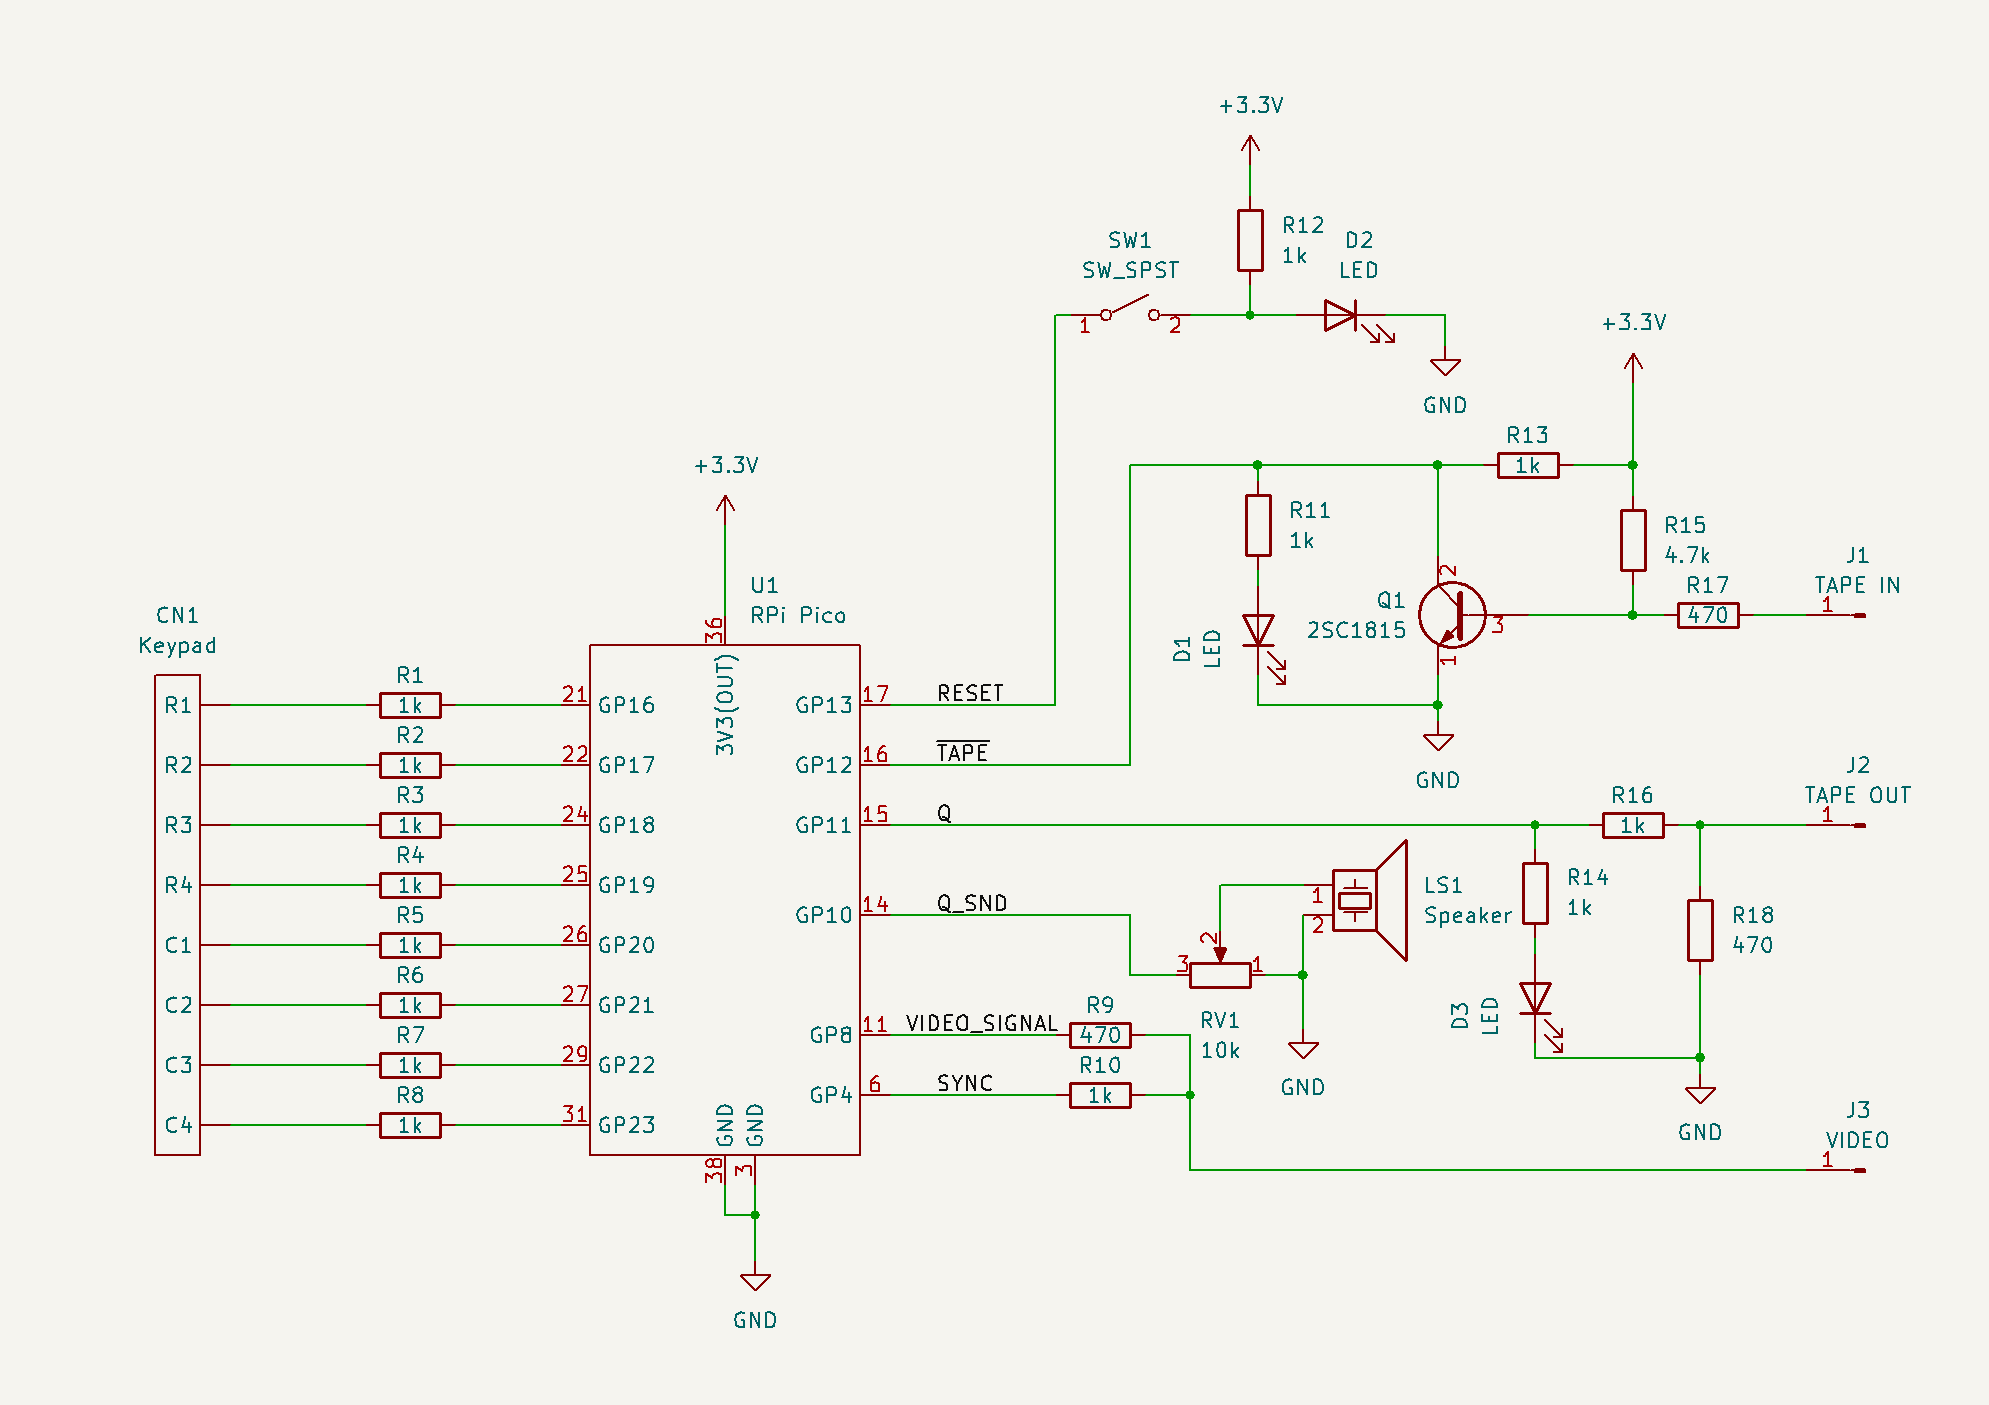 +3.3V
R12
1k
SW1
SW_SPST
D2
LED
1
2
GND
+3.3V
R13
1k
R11
1k
R15
4.7k
J1
TAPE IN
R17
470
1
Q1
2SC1815
2
3
1
D1
LED
GND
+3.3V
U1
RPi Pico
36
3V3(OUT)
CN1
Keypad
R1
R2
R3
R4
C1
C2
C3
C4
R1
1k
R2
1k
R3
1k
R4
1k
R5
1k
R6
1k
R7
1k
R8
1k
21
22
24
25
26
27
29
31
GP16
GP17
GP18
GP19
GP20
GP21
GP22
GP23
GP13
GP12
GP11
GP10
GP8
GP4
17
16
15
14
11
6
RESET
TAPE
Q
Q_SND
VIDEO_SIGNAL
SYNC
GND
GND
38
3
GND
R9
470
R10
1k
3
2
1
RV1
10k
1
2
LS1
Speaker
GND
R16
1k
J2
TAPE OUT
1
R14
1k
R18
470
D3
LED
GND
J3
VIDEO
1